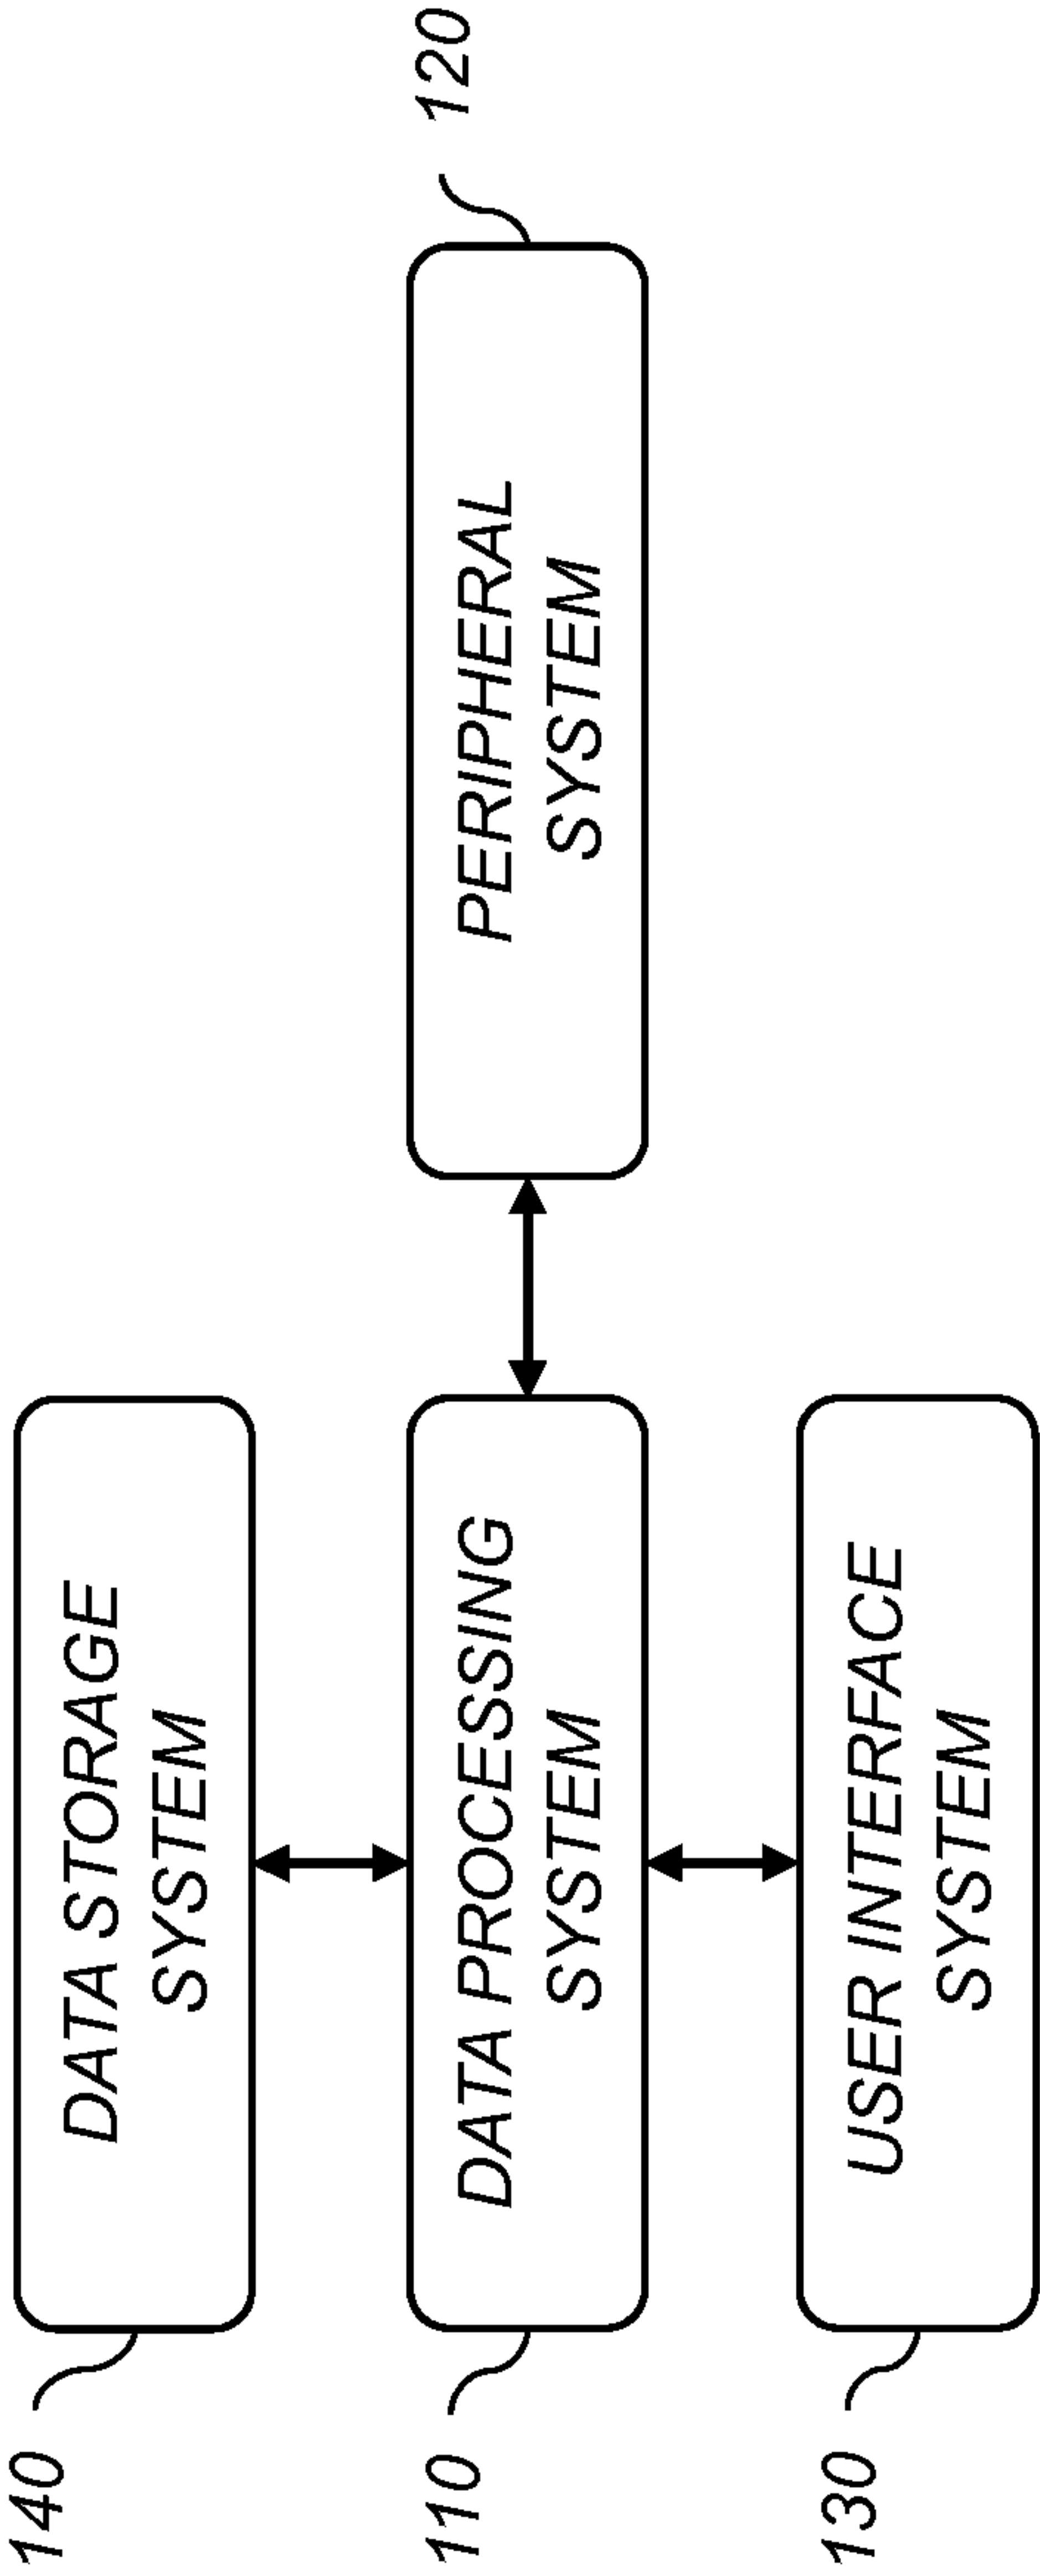 140
DATA STORAGE
SYSTEM
110
DATA PROCESSING
SYSTEM
PERIPHERAL
SYSTEM
120
130
USER INTERFACE
SYSTEM